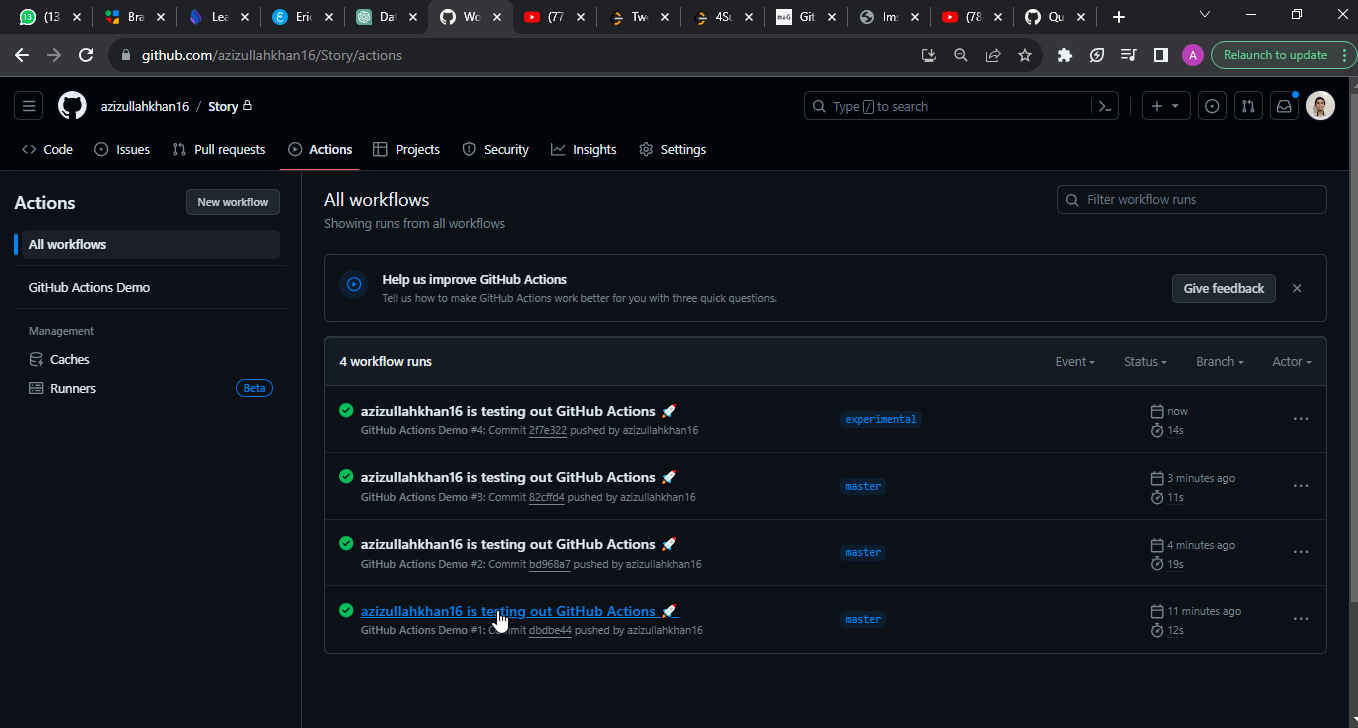 (13 Bra Lea Eric Dat Wo (77 Tw 4Su Git Ims (78 Qu
github.com/azizullahkhan16/Story/actions A Relaunch to update
azizullahkhan16 / Story Type / to search
Code Issues Pull requests Actions Projects Security Insights Settings
Actions New workflow
All workflows
GitHub Actions Demo
Management
Caches
Runners Beta
All workflows Filter workflow runs
Showing runs from all workflows
Help us improve GitHub Actions
Tell us how to make GitHub Actions work better for you with three quick questions.
Give feedback
4 workflow runs Event Status Branch Actor
azizullahkhan16 is testing out GitHub Actions 🚀 experimental now
GitHub Actions Demo #4: Commit 2f7e322 pushed by azizullahkhan16 14s
azizullahkhan16 is testing out GitHub Actions 🚀 master 3 minutes ago
GitHub Actions Demo #3: Commit 82cffd4 pushed by azizullahkhan16 11s
azizullahkhan16 is testing out GitHub Actions 🚀 master 4 minutes ago
GitHub Actions Demo #2: Commit bd968a7 pushed by azizullahkhan16 19s
azizullahkhan16 is testing out GitHub Actions 🚀 master 11 minutes ago
GitHub Actions Demo #1: Commit dbdbe44 pushed by azizullahkhan16 12s